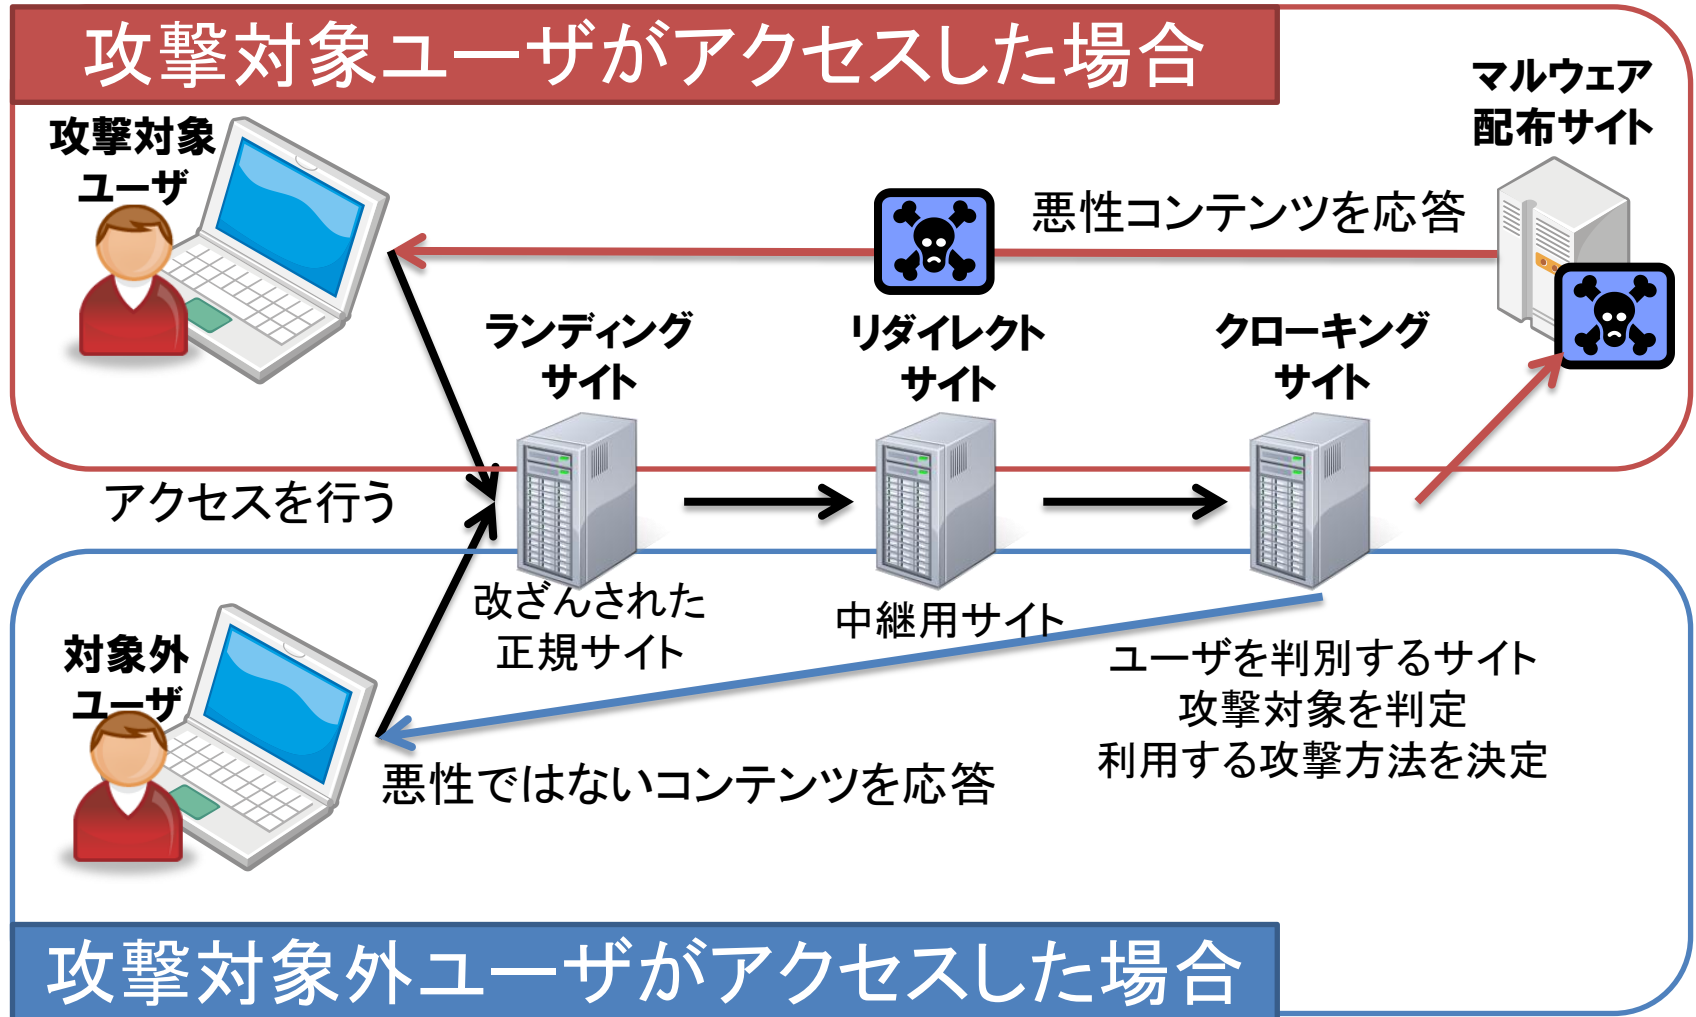 攻撃対象ユーザがアクセスした場合
マルウェア
配布サイト
攻撃対象
ユーザ
悪性コンテンツを応答
ランディング
サイト
リダイレクト
サイト
クローキング
サイト
アクセスを行う
改ざんされた
正規サイト
中継用サイト
ユーザを判別するサイト
攻撃対象を判定
利用する攻撃方法を決定
対象外
ユーザ
悪性ではないコンテンツを応答
攻撃対象外ユーザがアクセスした場合